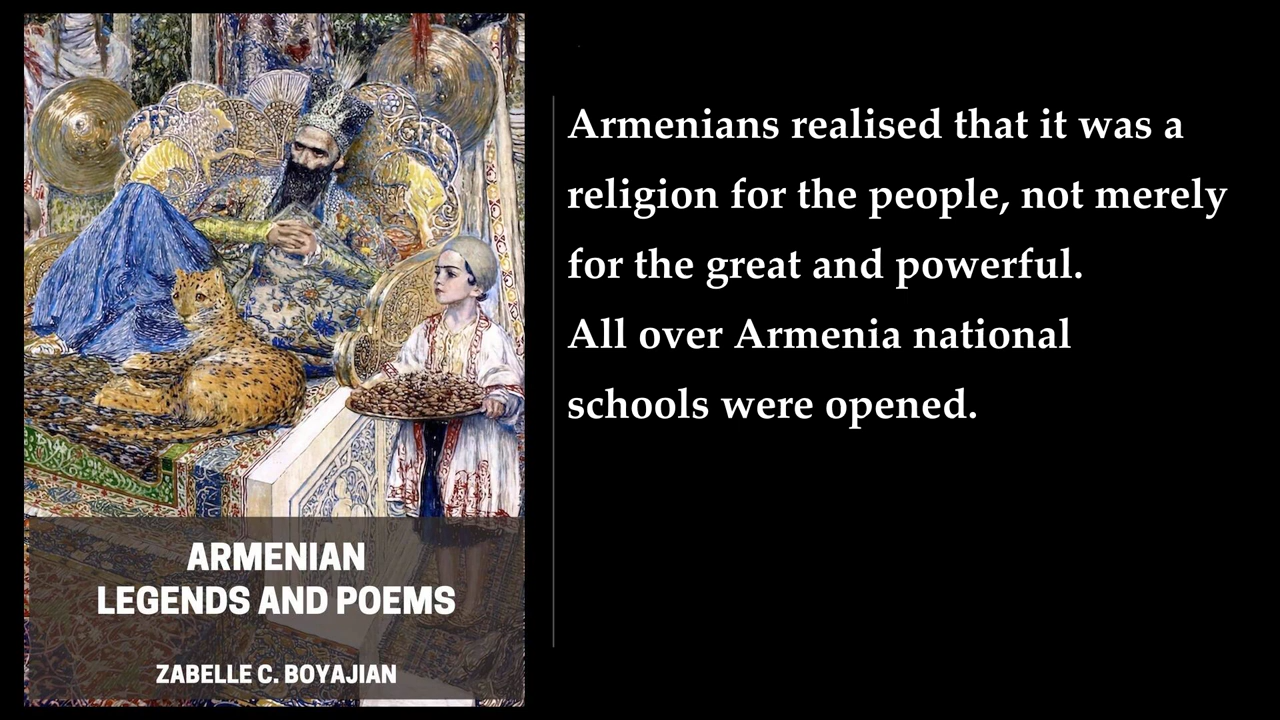 Armenians realised that it was a
religion for the people, not merely
for the great and powerful.
All over Armenia national
schools were opened.
ARMENIAN
LEGENDS AND POEMS
ZABELLE C. BOYAJIAN